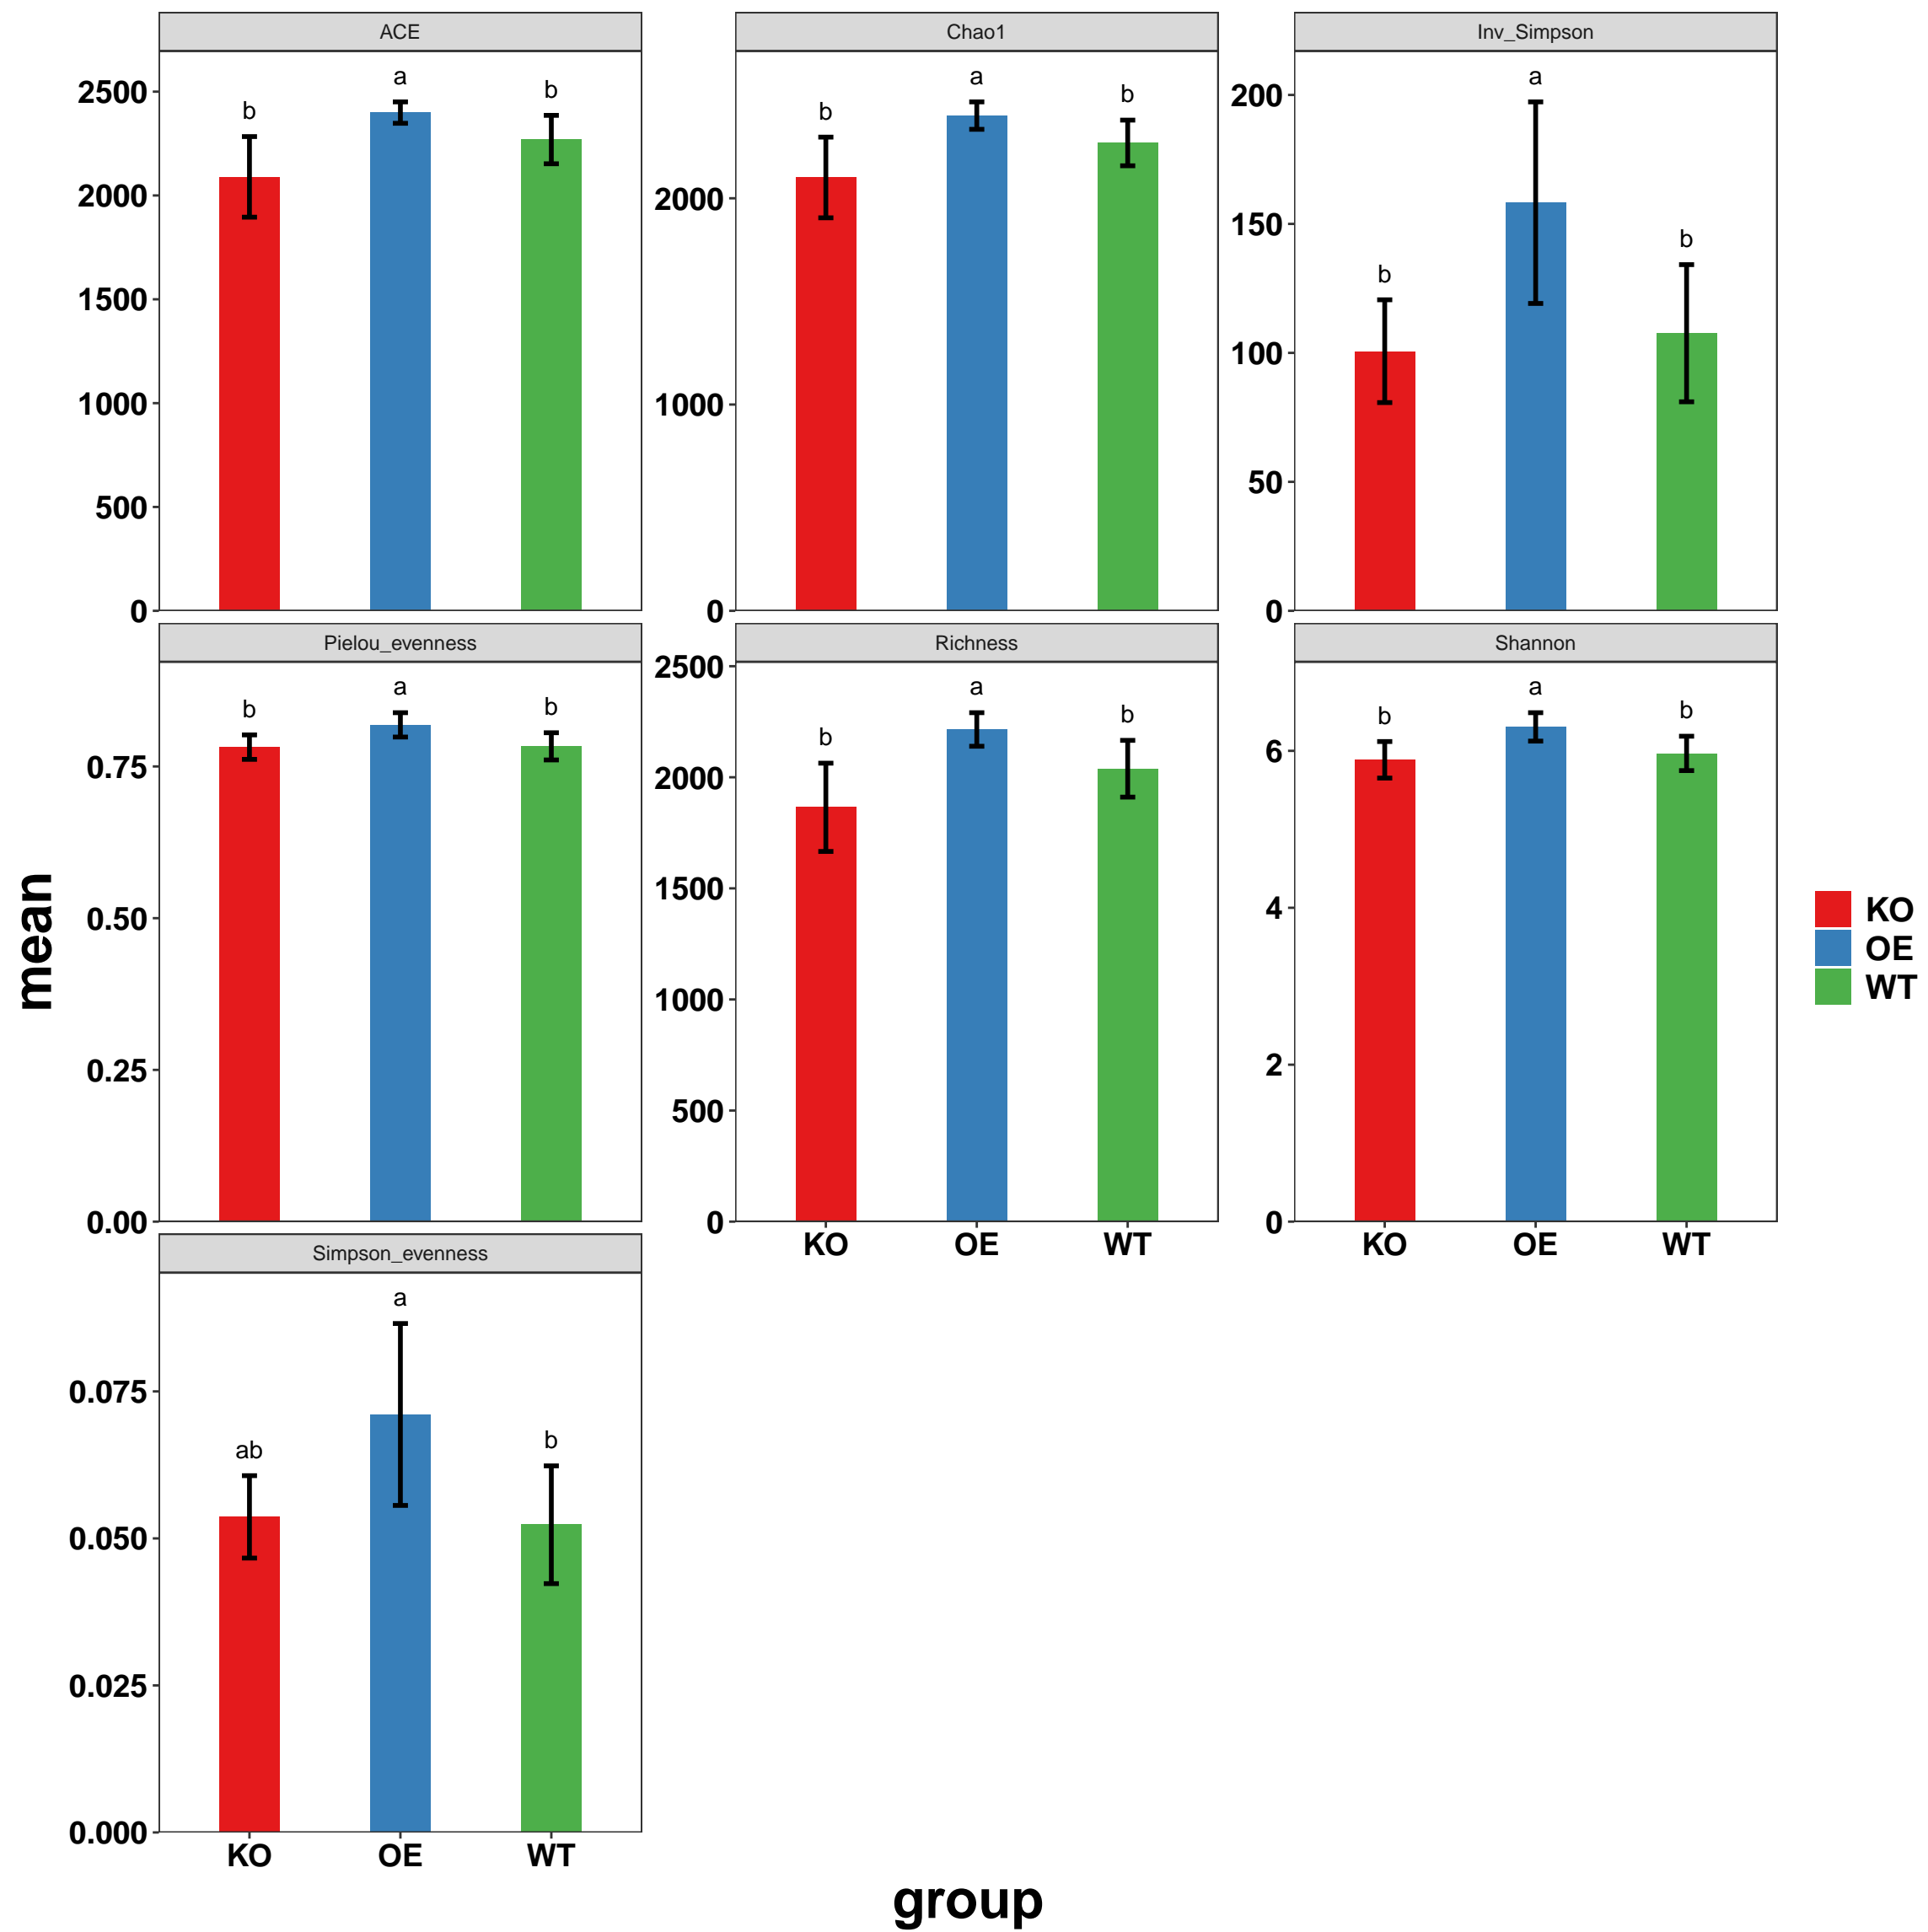 ACE
Chao1
Inv_Simpson
2500
2000
1500
1000
500
0
b
a
b
2000
1000
0
b
a
b
200
150
100
50
0
b
a
b
Pielou_evenness
Richness
Shannon
0.75
0.50
0.25
0.00
b
a
b
2500
2000
1500
1000
500
0
b
a
b
KO OE WT
6
4
2
0
b
a
b
KO OE WT
Simpson_evenness
0.075
0.050
0.025
0.000
ab
a
b
KO OE WT
mean
group
KO
OE
WT